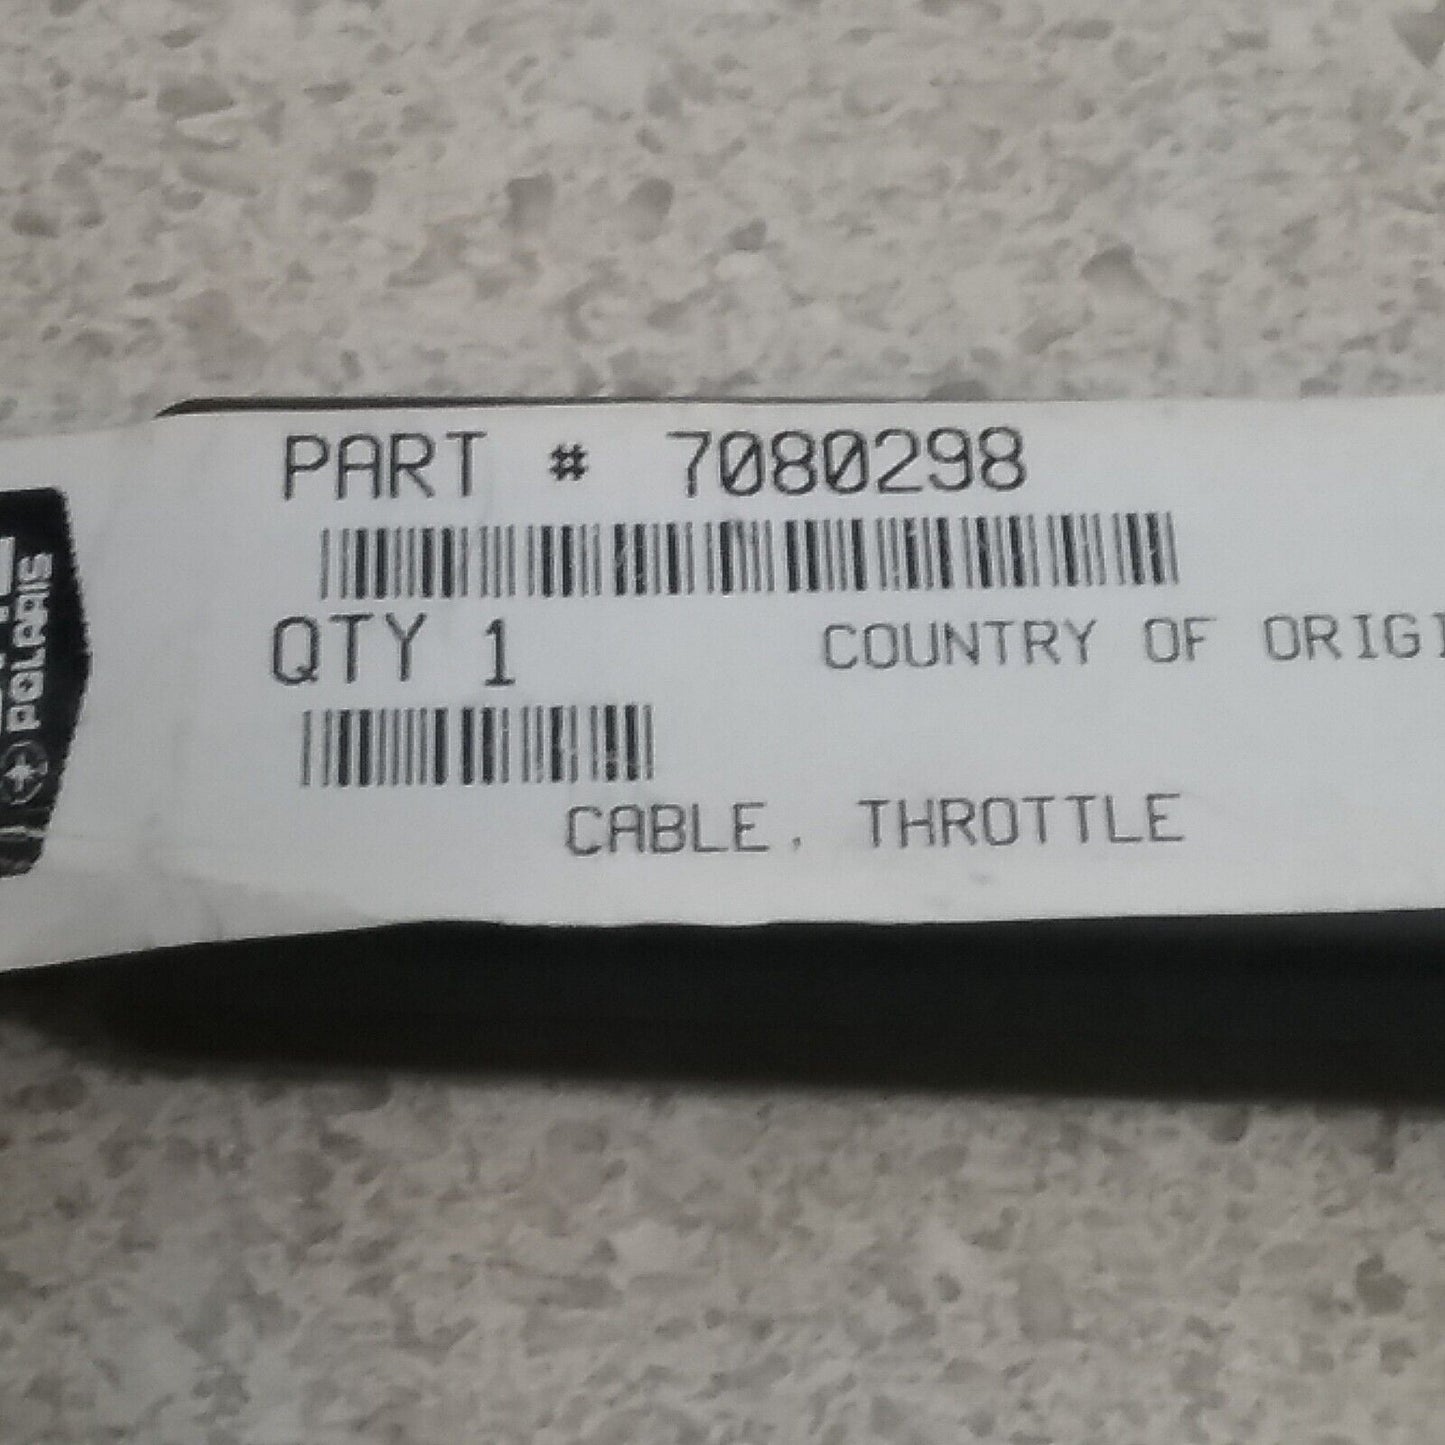 PART # 7080298
QTY 1
COUNTRY OF ORIGI
CABLE, THROTTLE
POLARIS